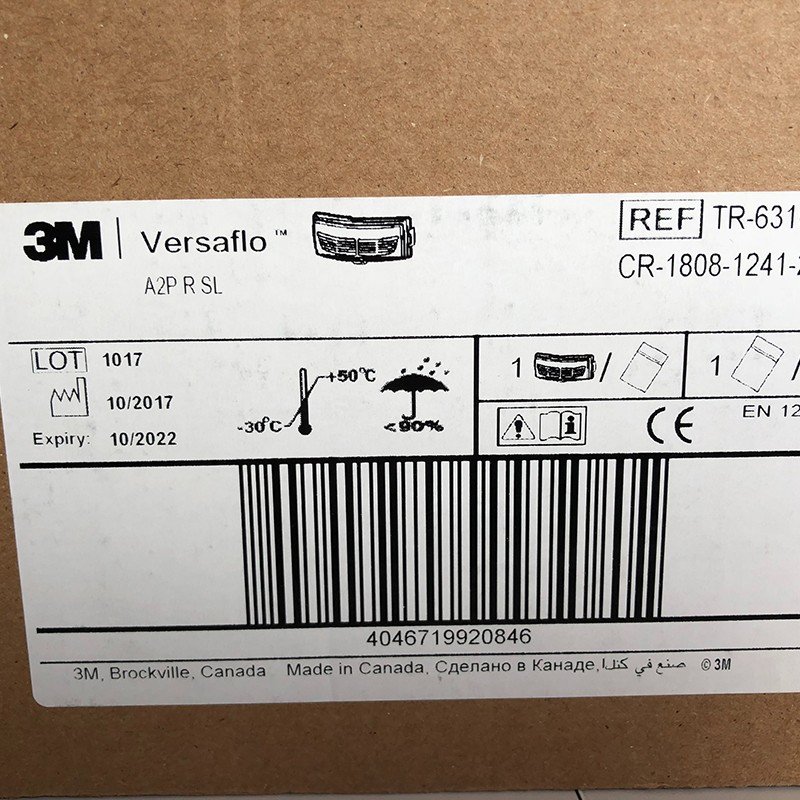 3M Versaflo™
A2P R SL
REF TR-631
CR-1808-1241-
LOT 1017
10/2017
Expiry: 10/2022
+50°C
-30°C
<90%
1 /
1 /
CE
EN 12
4046719920846
3M, Brockville, Canada Made in Canada, Сделано в Канаде, صنع في كندا ©3M